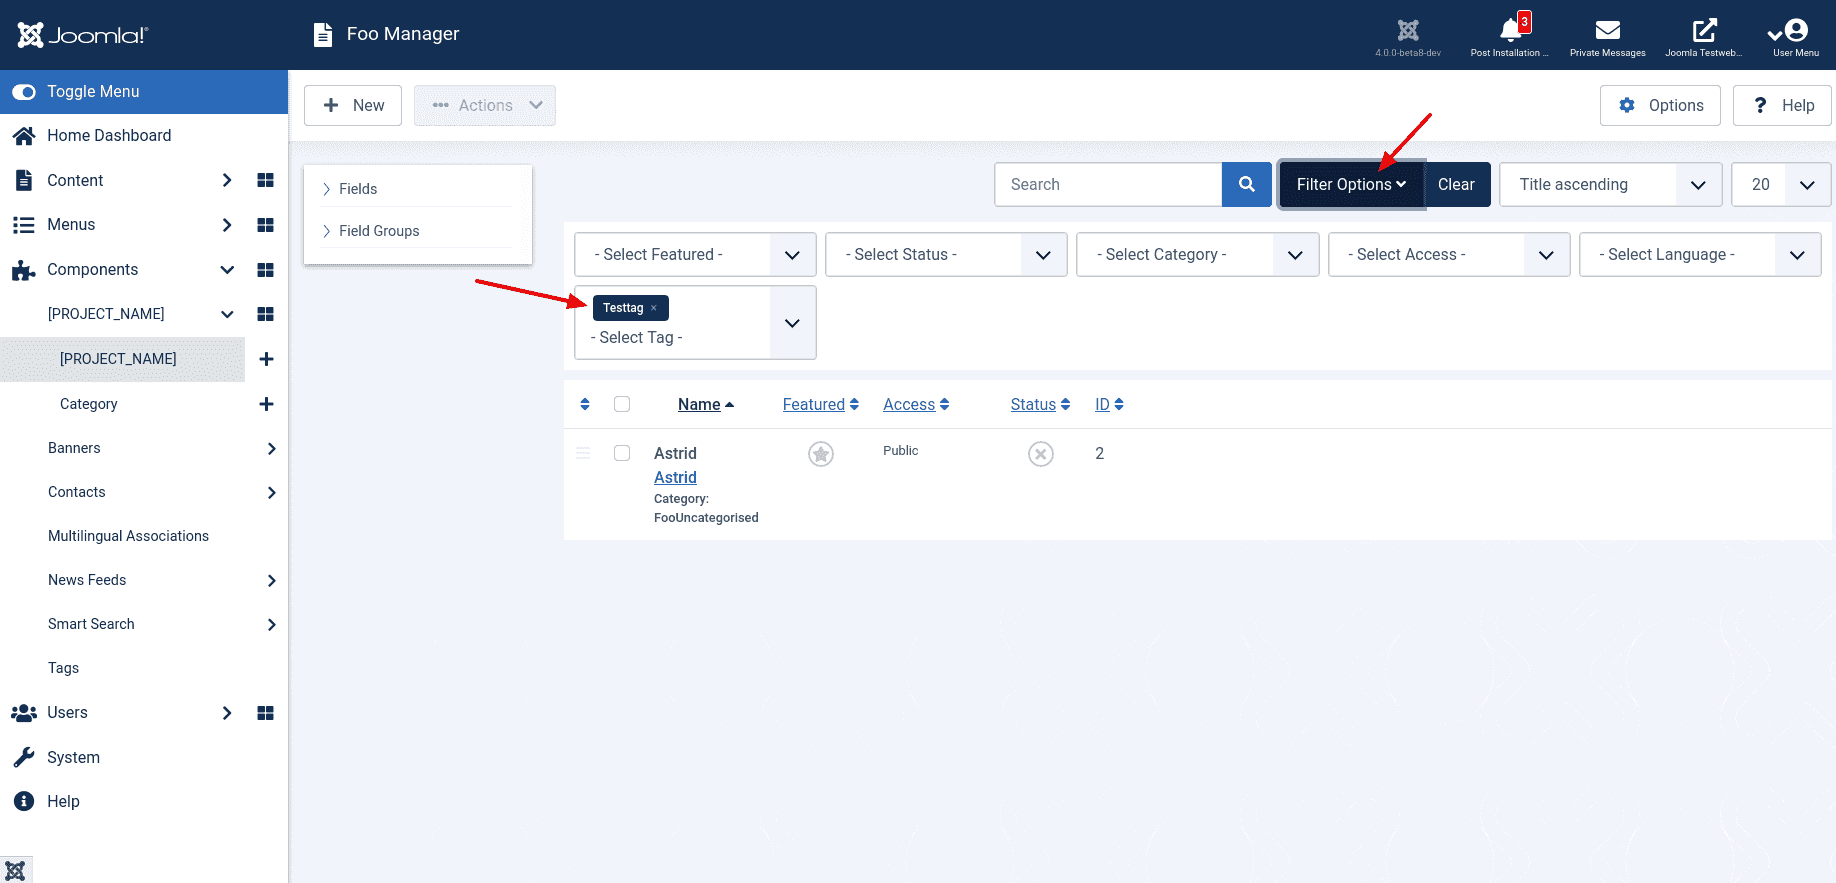 Joomla!®
Foo Manager
4.0.0-beta8-dev
3
Post Installation ...
Private Messages
Joomla Testweb...
User Menu
Toggle Menu
New
Actions
Options
Help
Home Dashboard
Content
Menus
Components
[PROJECT_NAME]
[PROJECT_NAME]
Category
Banners
Contacts
Multilingual Associations
News Feeds
Smart Search
Tags
Users
System
Help
Fields
Field Groups
Search
Filter Options
Clear
Title ascending
20
- Select Featured -
- Select Status -
- Select Category -
- Select Access -
- Select Language -
Testtag ×
- Select Tag -
Name
Featured
Access
Status
ID
Astrid
Public
2
Astrid
Category:
FooUncategorised